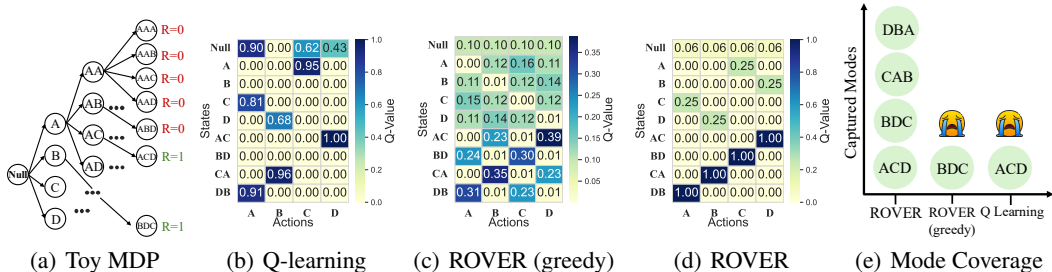 AAA R=0
AAB R=0
AA
AAC R=0
AAD R=0
A AB ••• ABD R=0
B AC ••• ACD R=1
Null AD •••
C •••
D •••
BDC R=1
(a) Toy MDP
States
Null 0.90 0.00 0.62 0.43
A 0.00 0.00 0.95 0.00
B 0.00 0.00 0.00 0.00
C 0.81 0.00 0.00 0.00
D 0.00 0.68 0.00 0.00
AC 0.00 0.00 0.00 1.00
BD 0.00 0.00 0.00 0.00
CA 0.00 0.96 0.00 0.00
DB 0.91 0.00 0.00 0.00
A B C D
Actions
1.0
0.8
0.6
0.4
0.2
0.0
Q-Value
(b) Q-learning
States
Null 0.10 0.10 0.10 0.10
A 0.00 0.12 0.16 0.11
B 0.11 0.01 0.12 0.14
C 0.15 0.12 0.00 0.12
D 0.11 0.14 0.12 0.01
AC 0.00 0.23 0.01 0.39
BD 0.24 0.01 0.30 0.01
CA 0.01 0.35 0.01 0.23
DB 0.31 0.01 0.23 0.01
A B C D
Actions
0.35
0.30
0.25
0.20
0.15
0.10
0.05
Q-Value
(c) ROVER (greedy)
States
Null 0.06 0.06 0.06 0.06
A 0.00 0.00 0.25 0.00
B 0.00 0.00 0.00 0.25
C 0.25 0.00 0.00 0.00
D 0.00 0.25 0.00 0.00
AC 0.00 0.00 0.00 1.00
BD 0.00 0.00 1.00 0.00
CA 0.00 1.00 0.00 0.00
DB 1.00 0.00 0.00 0.00
A B C D
Actions
1.0
0.8
0.6
0.4
0.2
0.0
Q-Value
(d) ROVER
Captured Modes
DBA
CAB
BDC
ACD BDC ACD
ROVER ROVER Q Learning
(greedy)
(e) Mode Coverage